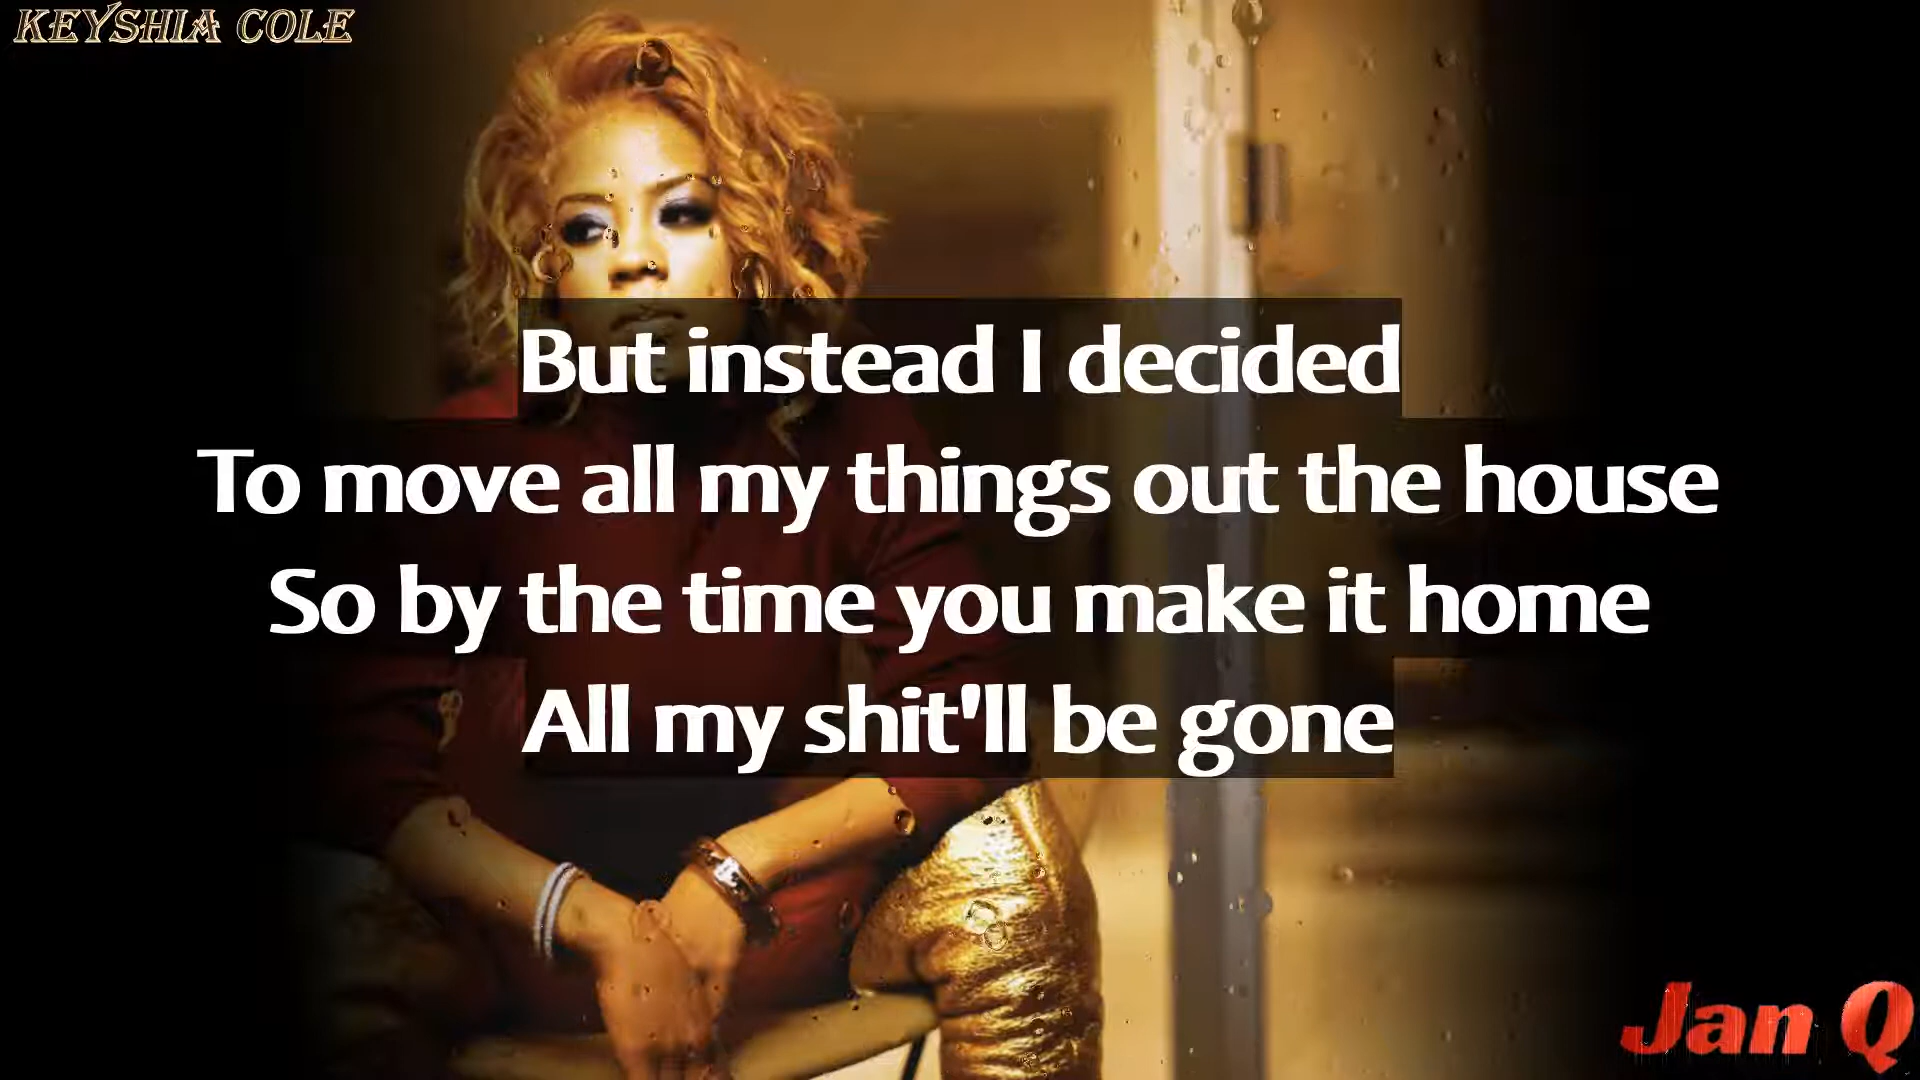 KEYSHIA COLE
But instead I decided
To move all my things out the house
So by the time you make it home
All my shit'll be gone
Jan Q